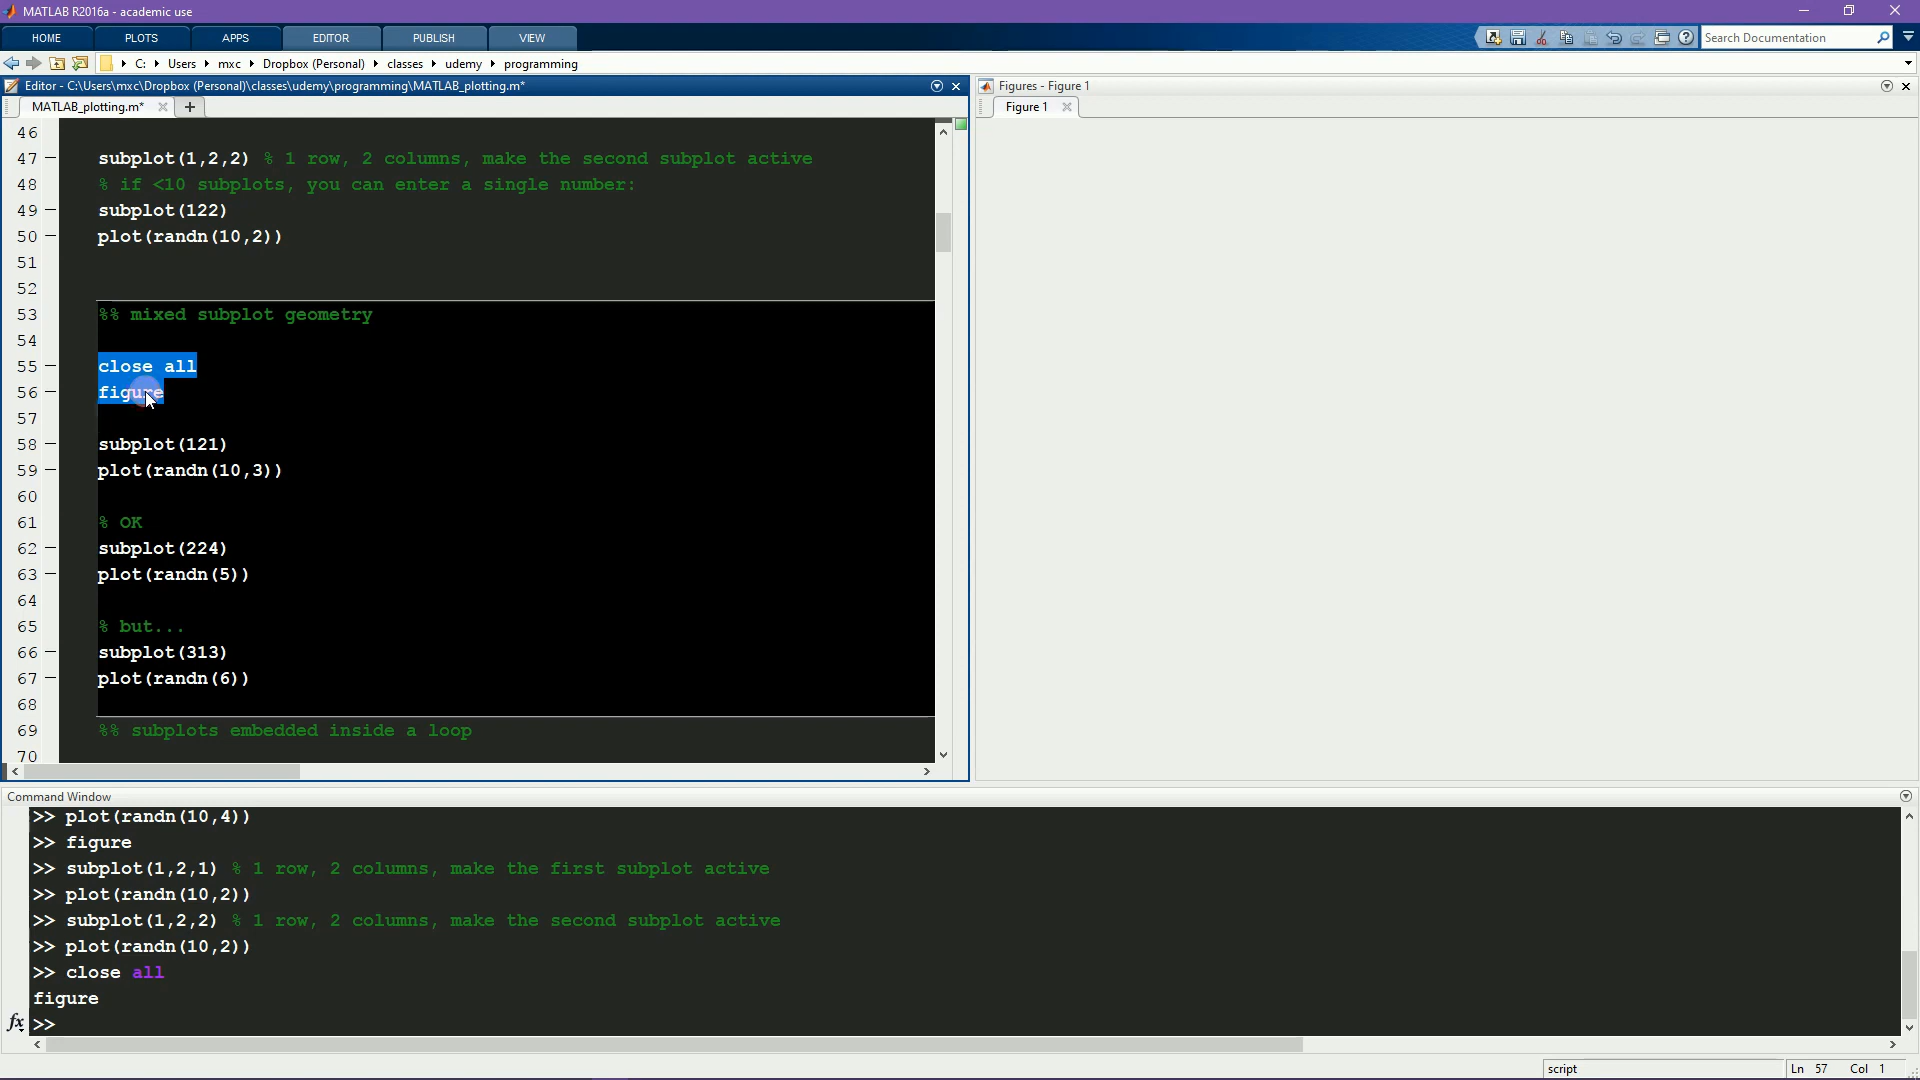 MATLAB R2016a - academic use
HOME PLOTS APPS EDITOR PUBLISH VIEW Search Documentation
C: Users mxc Dropbox (Personal) classes udemy programming
Editor - C:\Users\mxc\Dropbox (Personal)\classes\udemy\programming\MATLAB_plotting.m*
MATLAB_plotting.m*
46
47 subplot(1,2,2) % 1 row, 2 columns, make the second subplot active
48 % if <10 subplots, you can enter a single number:
49 subplot(122)
50 plot(randn(10,2))
51
52
53 %% mixed subplot geometry
54
55 close all
56 figure
57
58 subplot(121)
59 plot(randn(10,3))
60
61 % OK
62 subplot(224)
63 plot(randn(5))
64
65 % but...
66 subplot(313)
67 plot(randn(6))
68
69 %% subplots embedded inside a loop
70
Figures - Figure 1
Figure 1
Command Window
>> plot(randn(10,4))
>> figure
>> subplot(1,2,1) % 1 row, 2 columns, make the first subplot active
>> plot(randn(10,2))
>> subplot(1,2,2) % 1 row, 2 columns, make the second subplot active
>> plot(randn(10,2))
>> close all
figure
fx >>
script Ln 57 Col 1